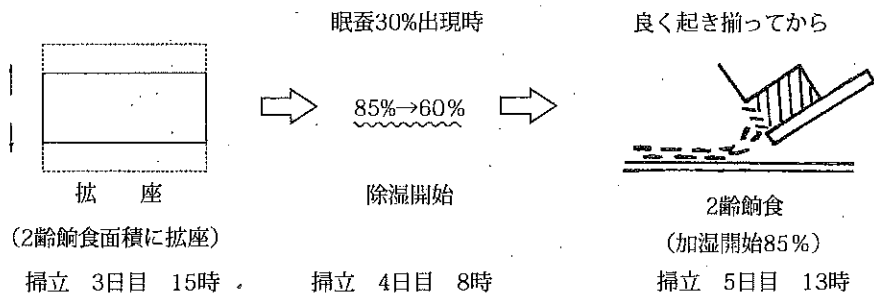 眠蚕30%出現時
良く起き揃ってから
85%→60%
拡 座
除湿開始
2齢餉食
(2齢餉食面積に拡座)
(加湿開始85%)
掃立 3日目 15時
掃立 4日目 8時
掃立 5日目 13時